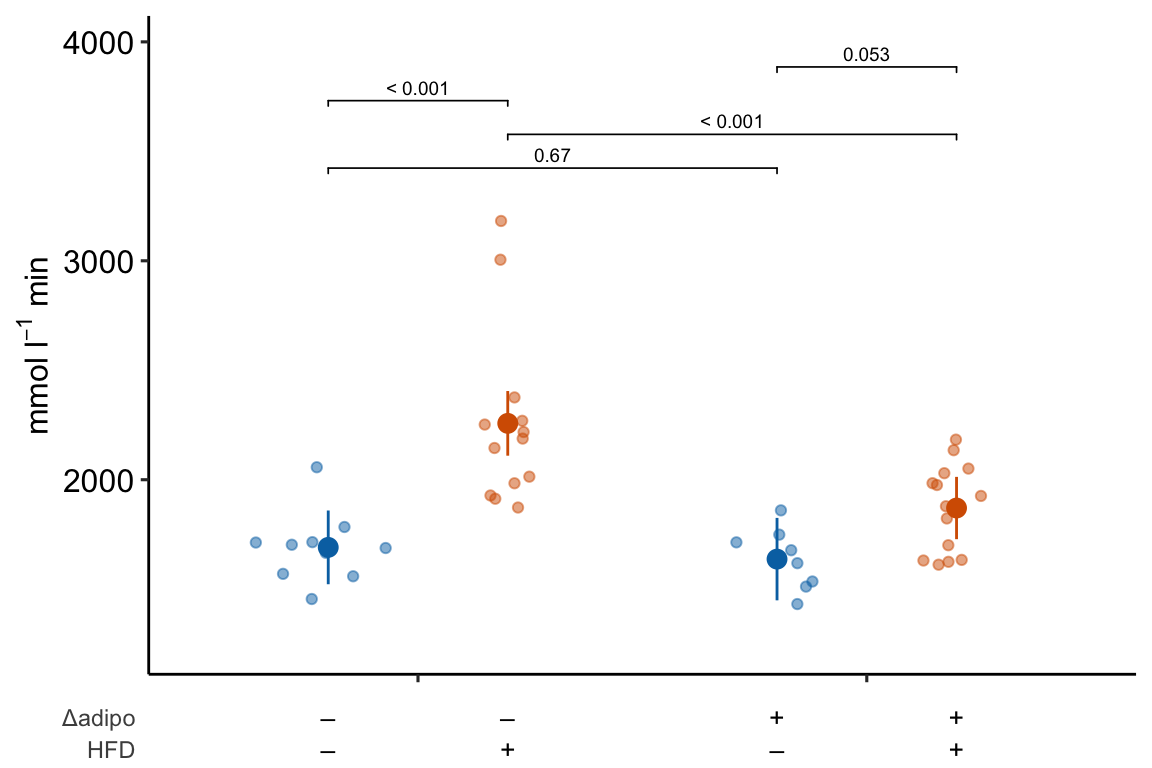 4000
0.053
< 0.001
< 0.001
0.67
3000
mmol l⁻¹ min
2000
Δadipo – – + +
HFD – + – +